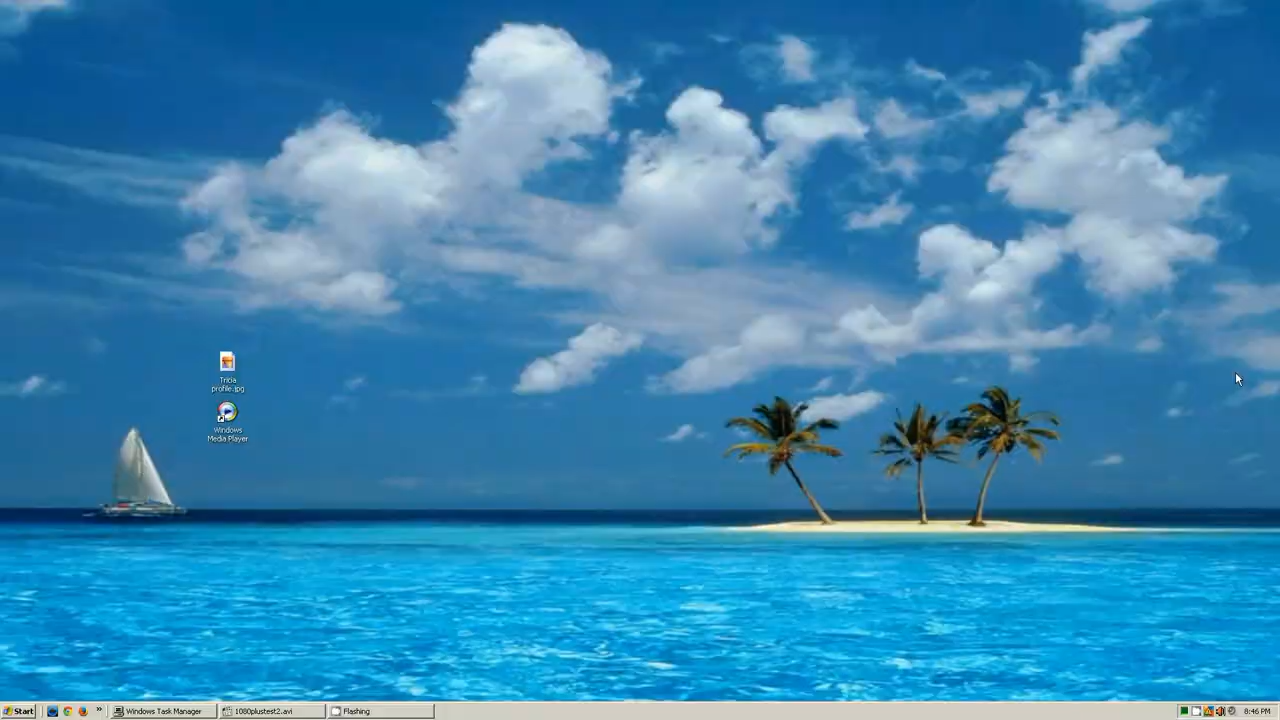 Tricia
profile.jpg
Windows
Media Player
Start
»
Windows Task Manager
1080plustest2.avi
Flashing
8:46 PM